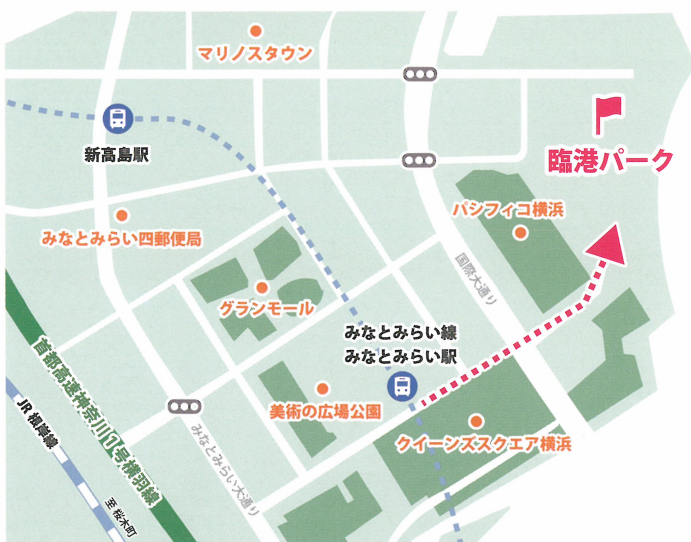 マリノスタウン
新高島駅
臨港パーク
パシフィコ横浜
みなとみらい四郵便局
国際大通り
グランモール
みなとみらい線
みなとみらい駅
美術の広場公園
クイーンズスクエア横浜
みなとみらい大通り
首都高速神奈川1号横羽線
JR 根岸線
至 桜木町